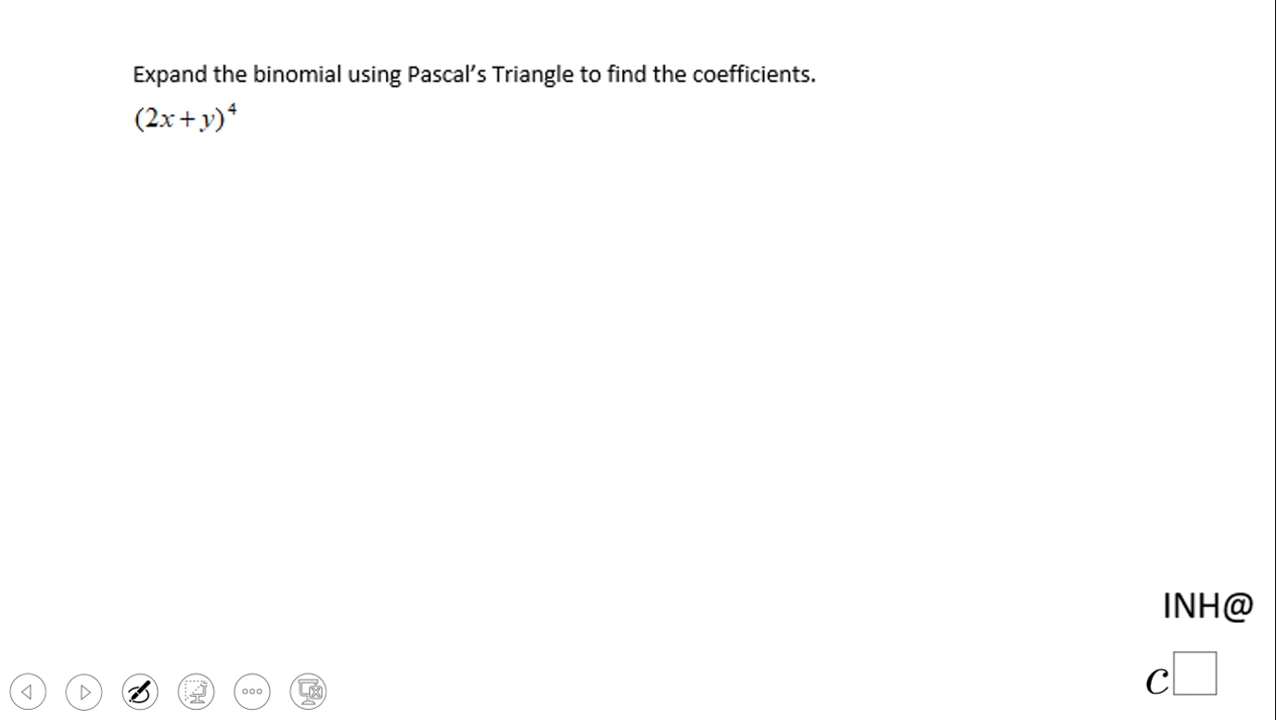 Expand the binomial using Pascal’s Triangle to find the coefficients.
(2x + y)⁴
INH@
c